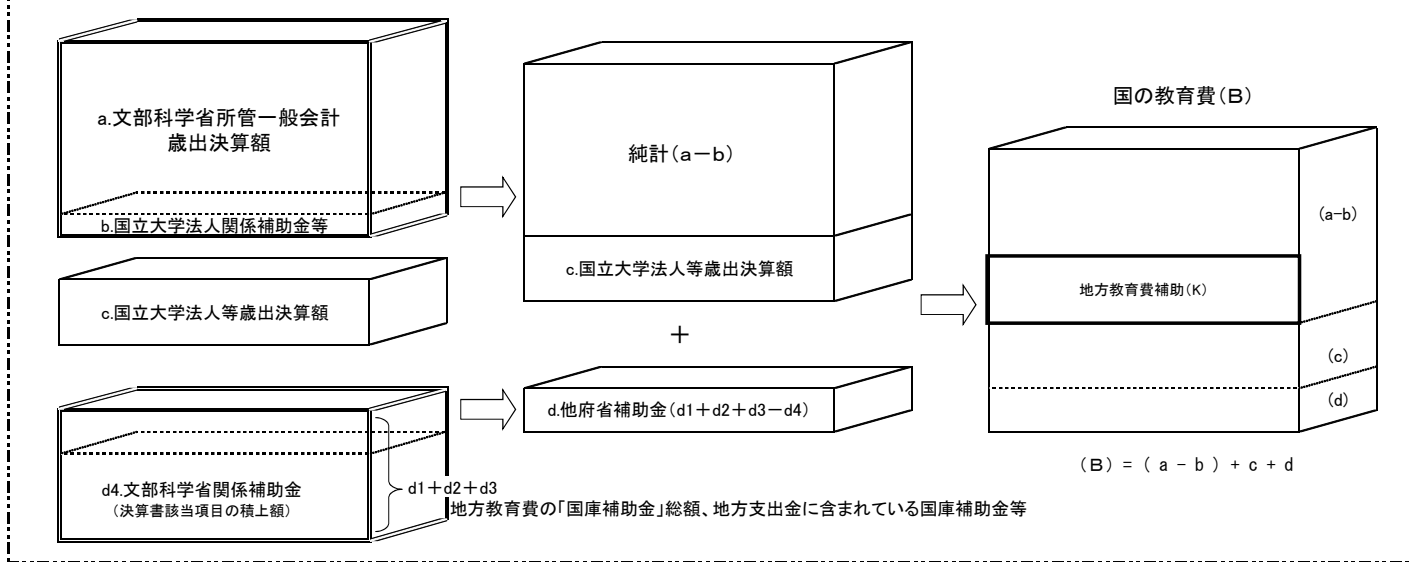 a.文部科学省所管一般会計
歳出決算額
b.国立大学法人関係補助金等
c.国立大学法人等歳出決算額
d4.文部科学省関係補助金
(決算書該当項目の積上額)
d1+d2+d3
地方教育費の「国庫補助金」総額、地方支出金に含まれている国庫補助金等
純計(a-b)
c.国立大学法人等歳出決算額
+
d.他府省補助金(d1+d2+d3-d4)
国の教育費(B)
(a-b)
地方教育費補助(K)
(c)
(d)
(B) = ( a - b ) + c + d